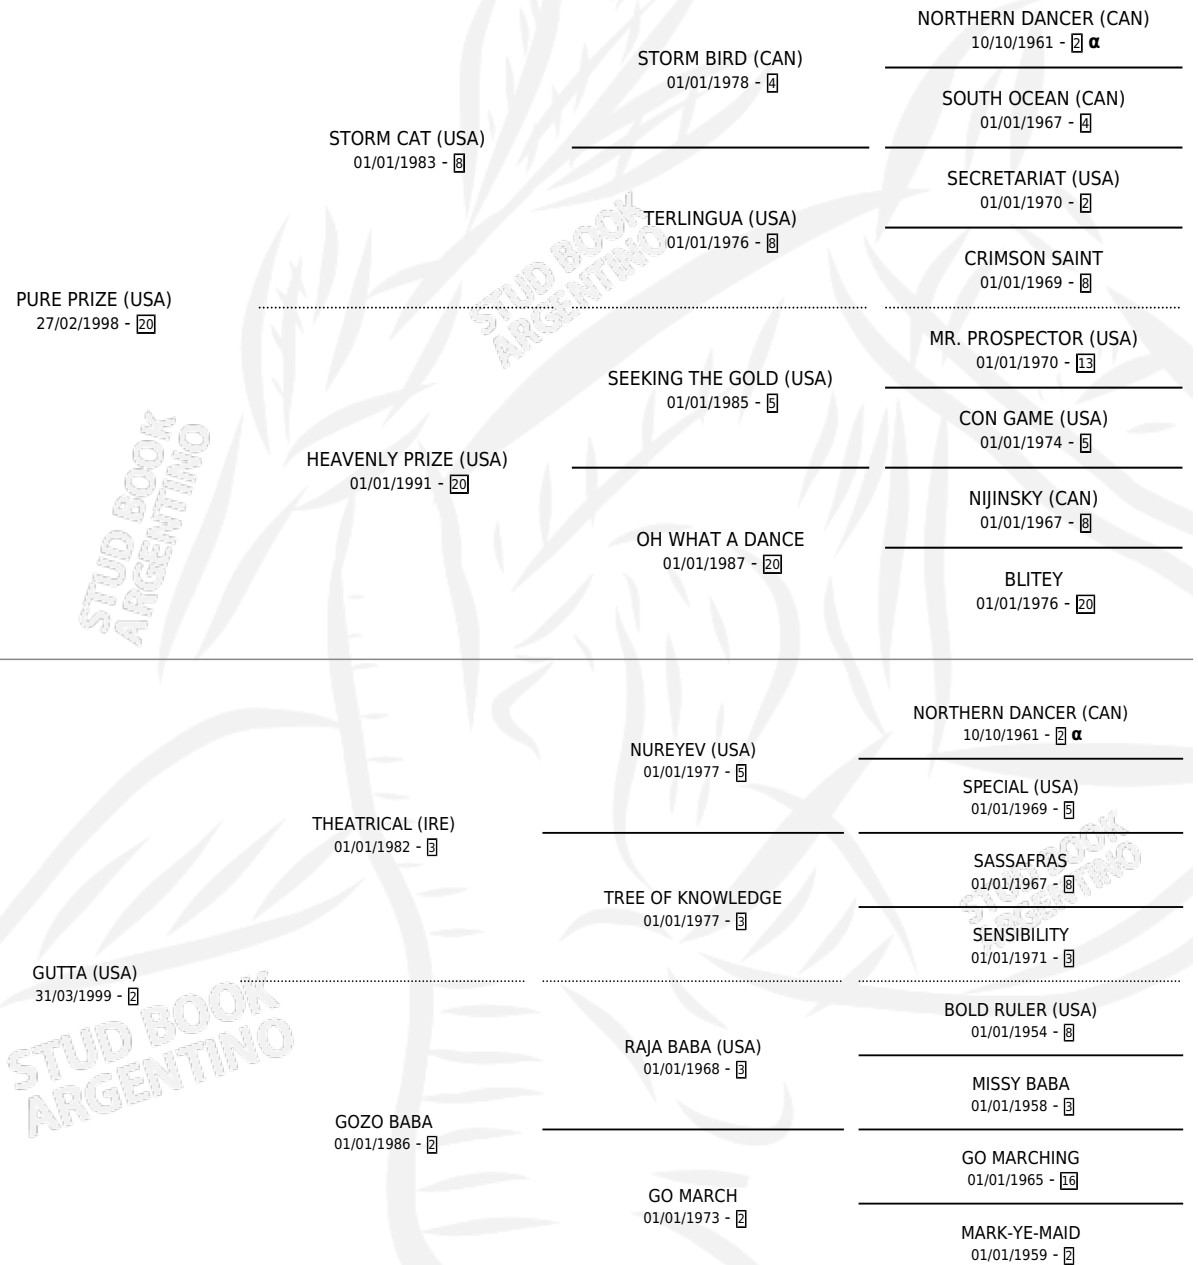 NORTHERN DANCER (CAN)
10/10/1961 - 2 α
STORM BIRD (CAN)
01/01/1978 - 4
SOUTH OCEAN (CAN)
01/01/1967 - 4
STORM CAT (USA)
01/01/1983 - 8
SECRETARIAT (USA)
01/01/1970 - 2
TERLINGUA (USA)
01/01/1976 - 8
CRIMSON SAINT
01/01/1969 - 8
PURE PRIZE (USA)
27/02/1998 - 20
MR. PROSPECTOR (USA)
01/01/1970 - 13
SEEKING THE GOLD (USA)
01/01/1985 - 5
CON GAME (USA)
01/01/1974 - 5
HEAVENLY PRIZE (USA)
01/01/1991 - 20
NIJINSKY (CAN)
01/01/1967 - 8
OH WHAT A DANCE
01/01/1987 - 20
BLITEY
01/01/1976 - 20
NORTHERN DANCER (CAN)
10/10/1961 - 2 α
NUREYEV (USA)
01/01/1977 - 5
SPECIAL (USA)
01/01/1969 - 5
THEATRICAL (IRE)
01/01/1982 - 3
SASSAFRAS
01/01/1967 - 8
TREE OF KNOWLEDGE
01/01/1977 - 3
SENSIBILITY
01/01/1971 - 3
GUTTA (USA)
31/03/1999 - 2
BOLD RULER (USA)
01/01/1954 - 8
RAJA BABA (USA)
01/01/1968 - 3
MISSY BABA
01/01/1958 - 3
GOZO BABA
01/01/1986 - 2
GO MARCHING
01/01/1965 - 16
GO MARCH
01/01/1973 - 2
MARK-YE-MAID
01/01/1959 - 2
STUD BOOK
ARGENTINO
STUD BOOK
ARGENTINO
STUD BOOK
ARGENTINO
STUD BOOK
ARGENTINO